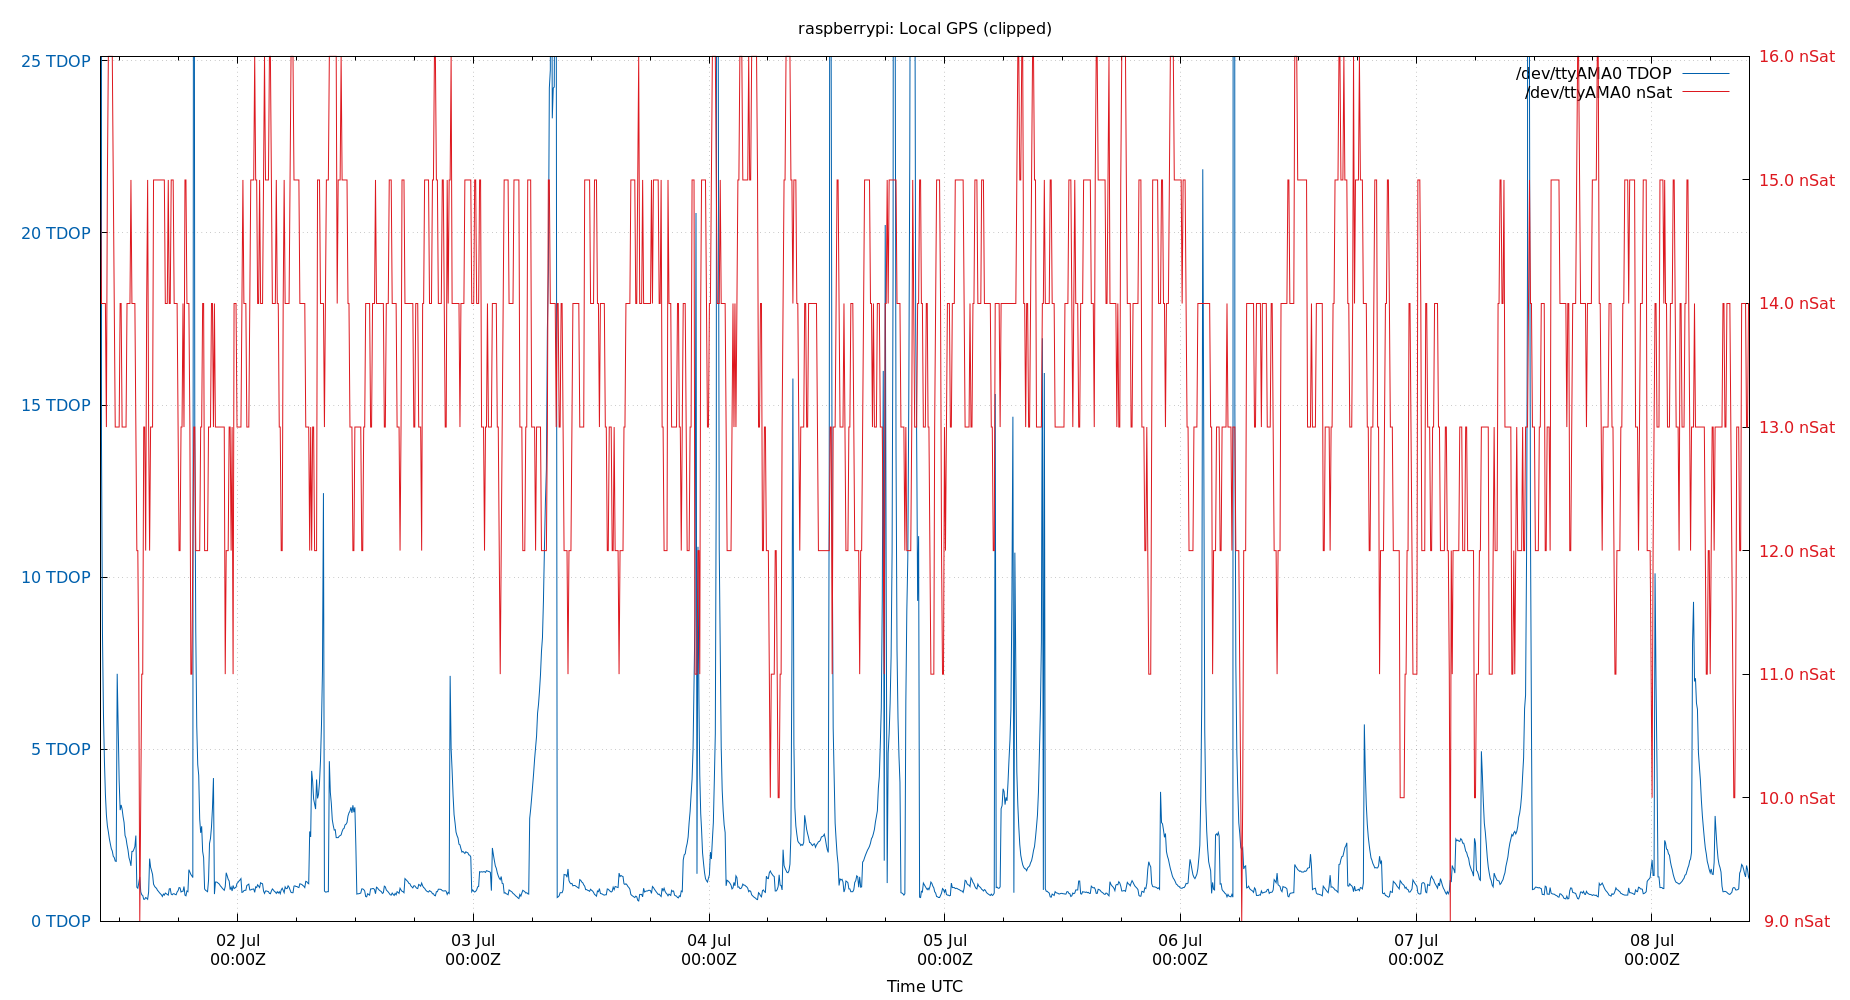 raspberrypi: Local GPS (clipped)
25 TDOP
20 TDOP
15 TDOP
10 TDOP
5 TDOP
0 TDOP
/dev/ttyAMA0 TDOP
/dev/ttyAMA0 nSat
16.0 nSat
15.0 nSat
14.0 nSat
13.0 nSat
12.0 nSat
11.0 nSat
10.0 nSat
9.0 nSat
02 Jul
00:00Z
03 Jul
00:00Z
04 Jul
00:00Z
05 Jul
00:00Z
06 Jul
00:00Z
07 Jul
00:00Z
08 Jul
00:00Z
Time UTC